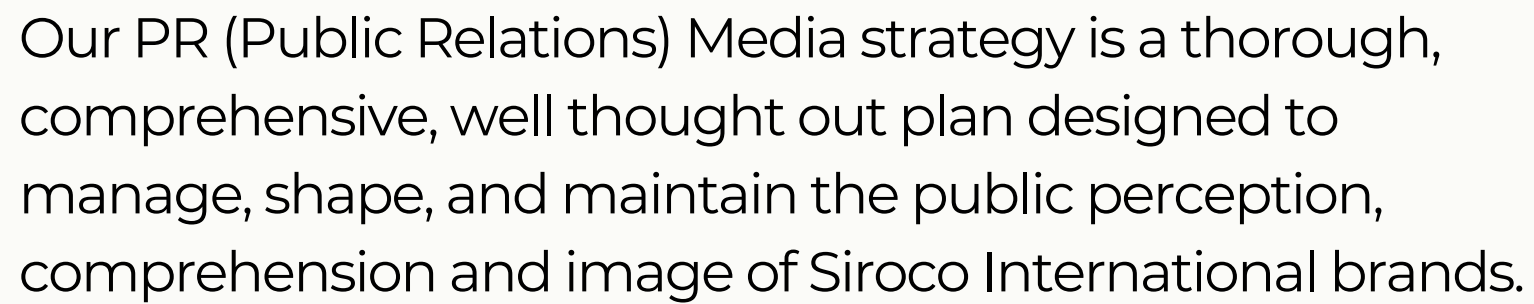 Our PR (Public Relations) Media strategy is a thorough,
comprehensive, well thought out plan designed to
manage, shape, and maintain the public perception,
comprehension and image of Siroco International brands.